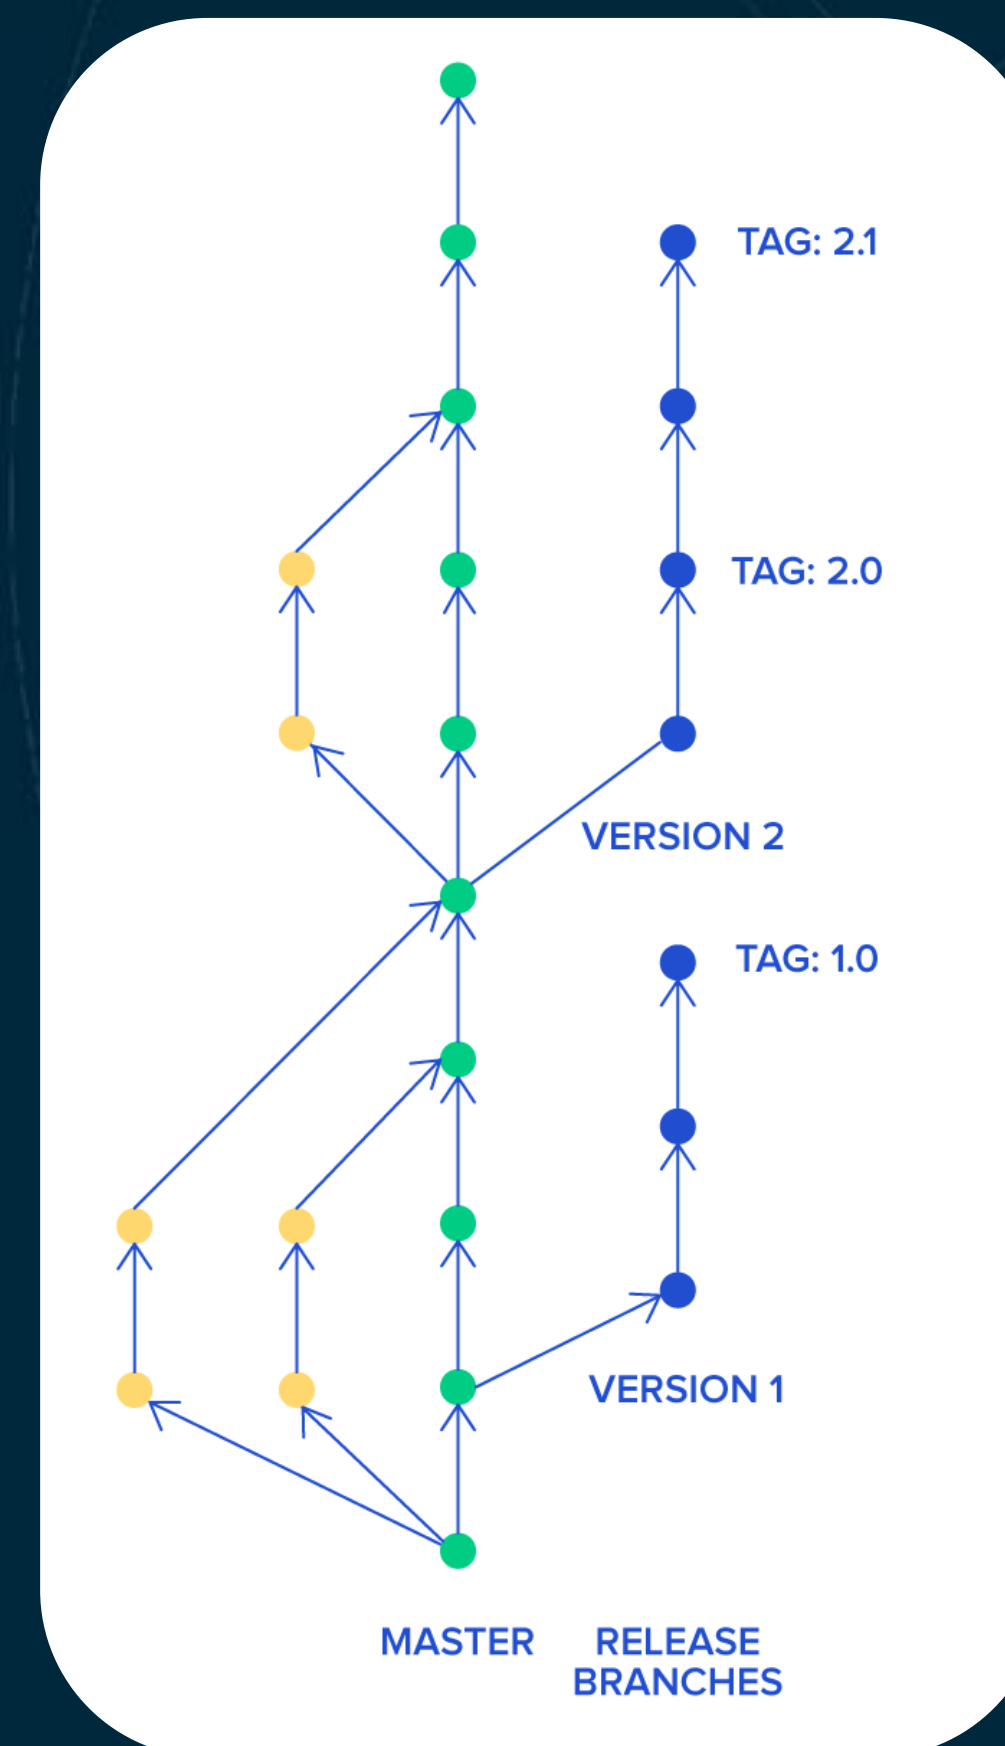 TAG: 2.1
TAG: 2.0
VERSION 2
TAG: 1.0
VERSION 1
MASTER
RELEASE
BRANCHES